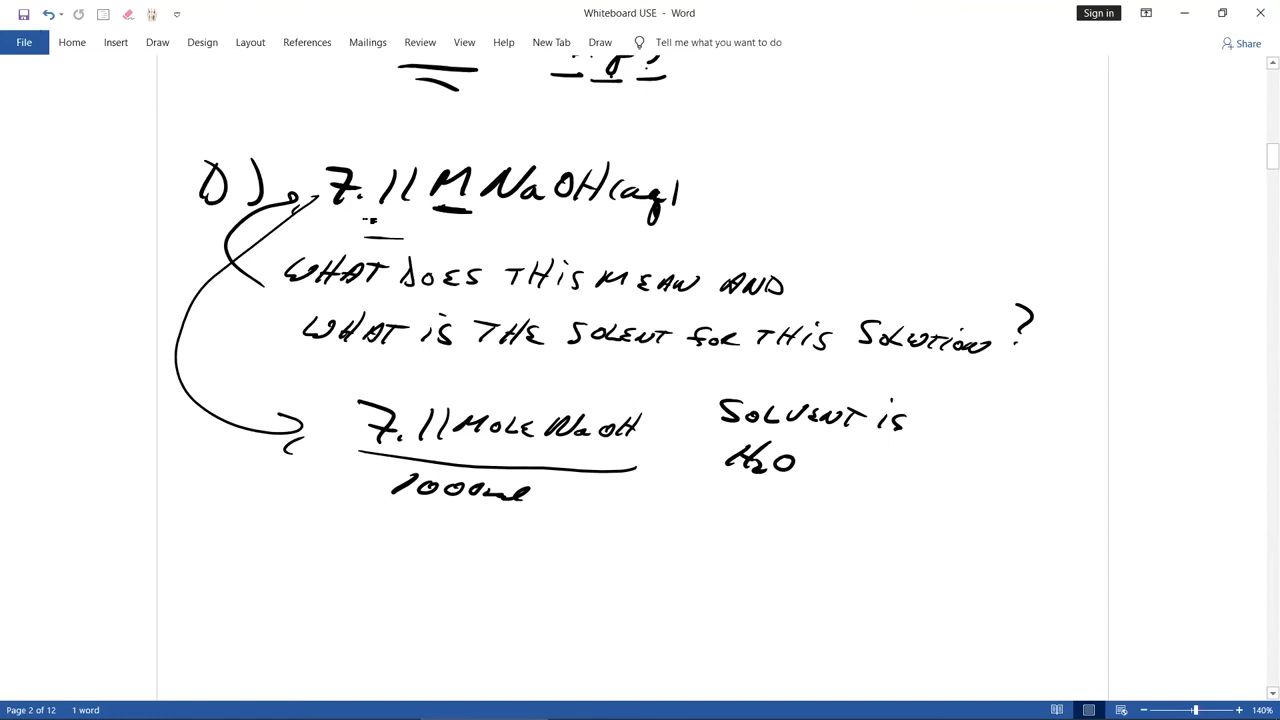 Whiteboard USE - Word
Sign in
File Home Insert Draw Design Layout References Mailings Review View Help New Tab Draw Tell me what you want to do Share
D) 7.11 M NaOH(aq)
WHAT DOES THIS MEAN AND
WHAT IS THE SOLENT FOR THIS SOLUTION?
7.11 MOLE NaOH
1000ml
SOLVENT IS
H2O
Page 2 of 12 1 word 140%